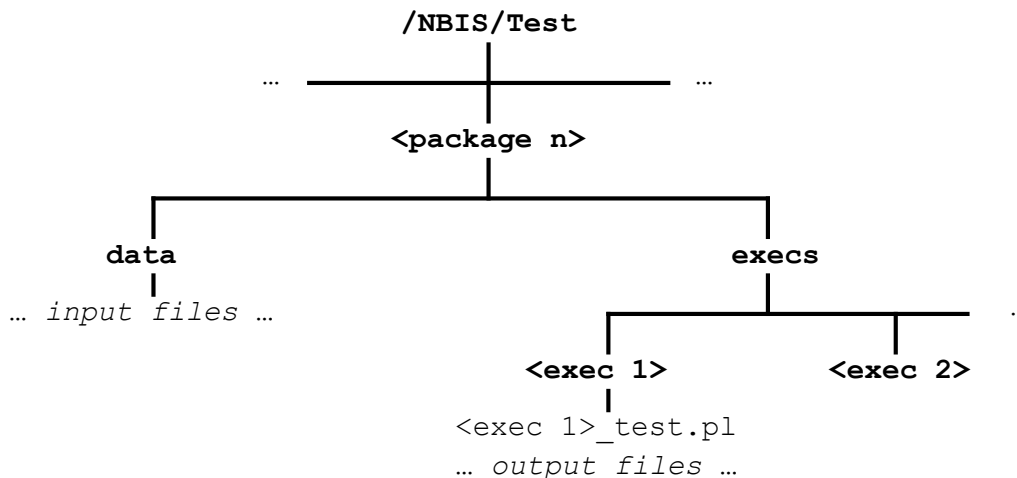 /NBIS/Test
… …
<package n>
data execs
… input files … .
<exec 1> <exec 2>
<exec 1>_test.pl
… output files …